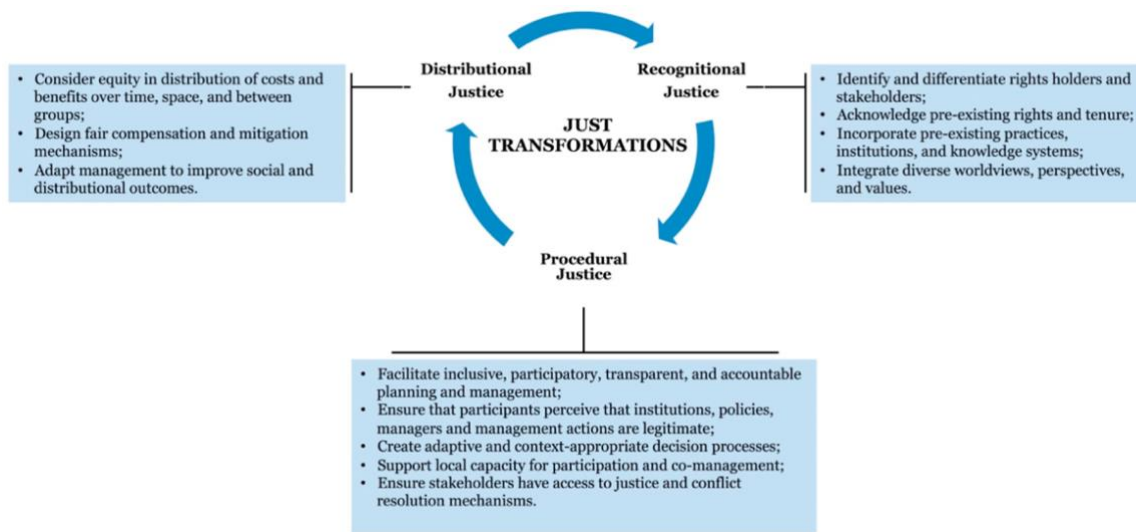 Distributional
Justice
Recognitional
Justice
JUST
TRANSFORMATIONS
Procedural
Justice
• Consider equity in distribution of costs and
benefits over time, space, and between
groups;
• Design fair compensation and mitigation
mechanisms;
• Adapt management to improve social and
distributional outcomes.
• Identify and differentiate rights holders and
stakeholders;
• Acknowledge pre-existing rights and tenure;
• Incorporate pre-existing practices,
institutions, and knowledge systems;
• Integrate diverse worldviews, perspectives,
and values.
• Facilitate inclusive, participatory, transparent, and accountable
planning and management;
• Ensure that participants perceive that institutions, policies,
managers and management actions are legitimate;
• Create adaptive and context-appropriate decision processes;
• Support local capacity for participation and co-management;
• Ensure stakeholders have access to justice and conflict
resolution mechanisms.